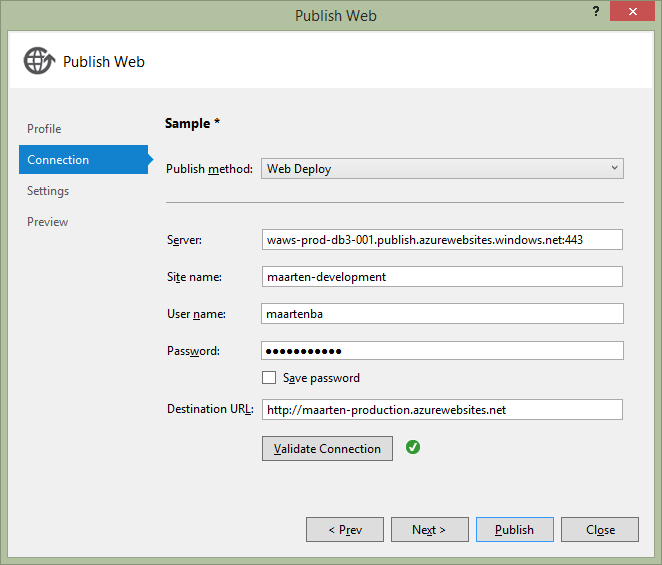 Publish Web
?
Publish Web
Profile
Connection
Settings
Preview
Sample *
Publish method: Web Deploy
Server: waws-prod-db3-001.publish.azurewebsites.windows.net:443
Site name: maarten-development
User name: maartenba
Password: ●●●●●●●●●●●
Save password
Destination URL: http://maarten-production.azurewebsites.net
Validate Connection
< Prev Next > Publish Close